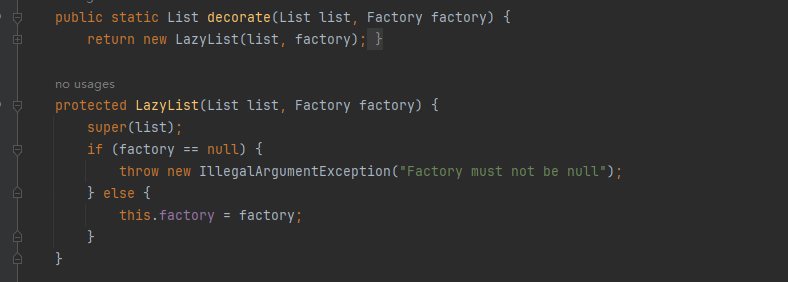 public static List decorate(List list, Factory factory) {
return new LazyList(list, factory); }
no usages
protected LazyList(List list, Factory factory) {
super(list);
if (factory == null) {
throw new IllegalArgumentException("Factory must not be null");
} else {
this.factory = factory;
}
}